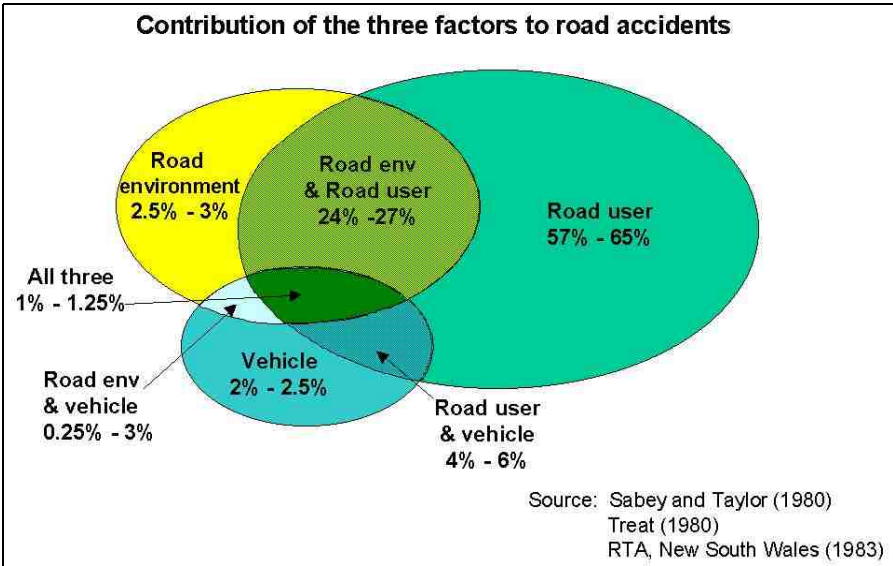 Contribution of the three factors to road accidents
Road
environment
2.5% - 3%
Road env
& Road user
24% -27%
Road user
57% - 65%
All three
1% - 1.25%
Vehicle
2% - 2.5%
Road env
& vehicle
0.25% - 3%
Road user
& vehicle
4% - 6%
Source: Sabey and Taylor (1980)
Treat (1980)
RTA, New South Wales (1983)